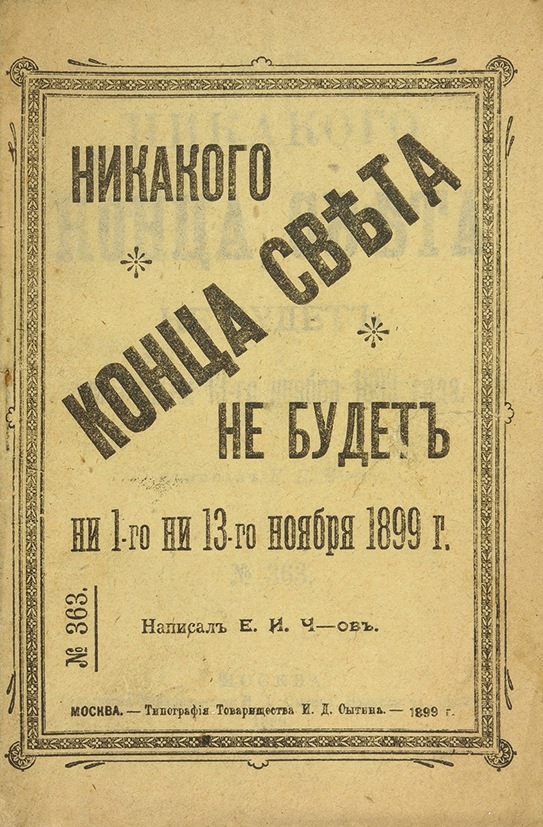 НИКАКОГО
КОНЦА СВѢТА
НЕ БУДЕТЪ
ни 1-го ни 13-го ноября 1899 г.
№ 363.
Написалъ Е. И. Ч—овъ.
МОСКВА. — Типографія Товарищества И. Д. Сытина. — 1899 г.